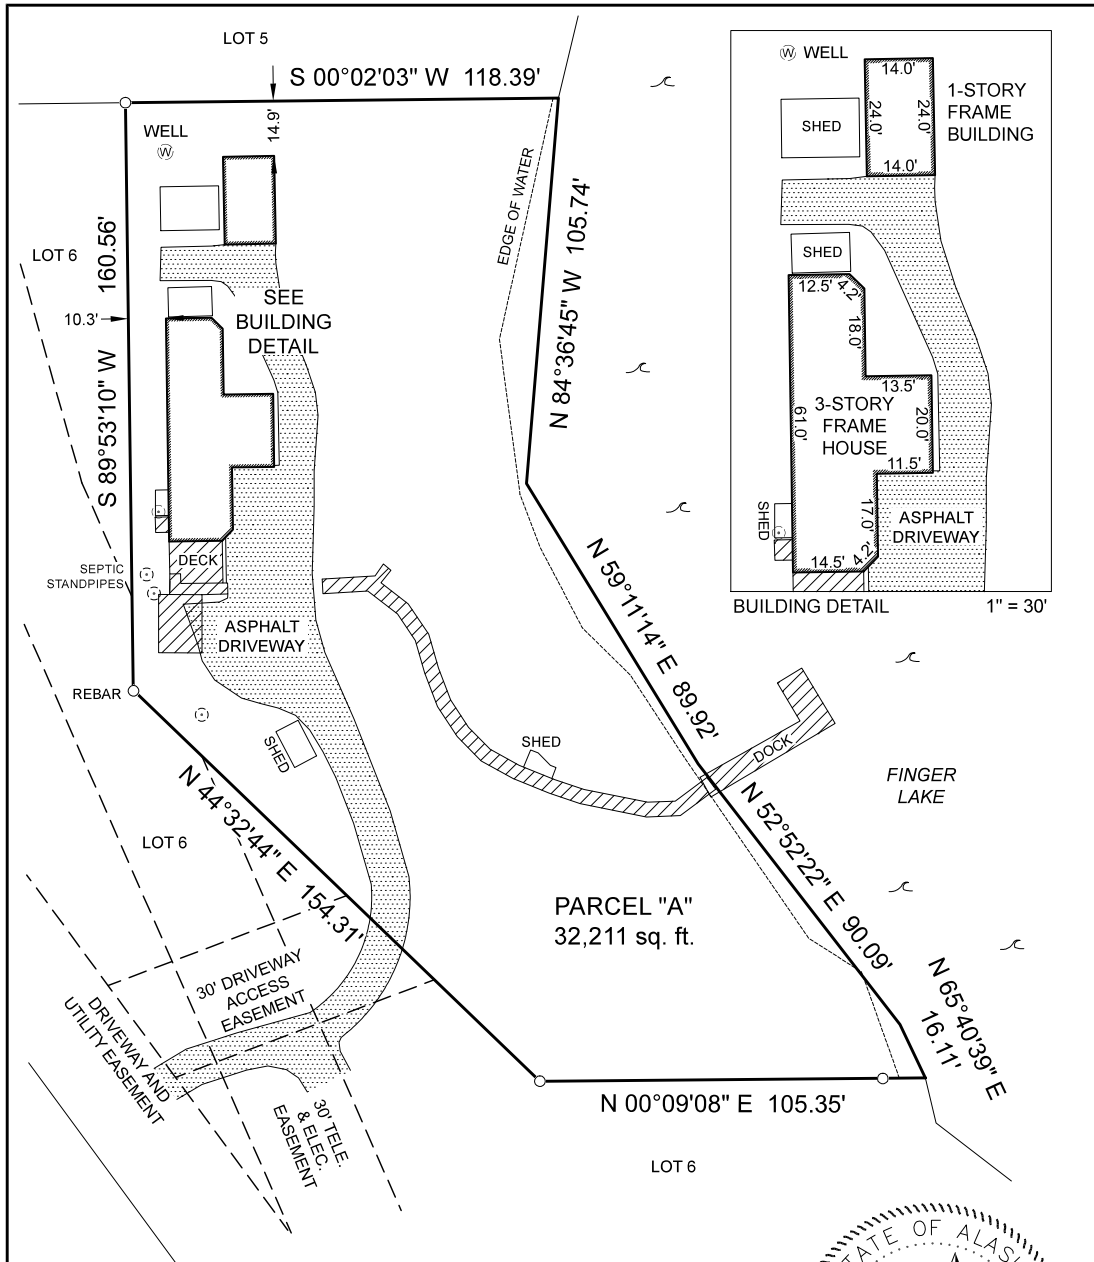 LOT 5
S 00°02'03" W 118.39'
14.9'
WELL
W
LOT 6
S 89°53'10" W 160.56'
10.3'
SEE
BUILDING
DETAIL
EDGE OF WATER
N 84°36'45" W 105.74'
W WELL
14.0'
24.0'
24.0'
14.0'
1-STORY
FRAME
BUILDING
SHED
SHED
12.5'
4.2'
18.0'
13.5'
3-STORY
FRAME
HOUSE
61.0'
20.0'
11.5'
17.0'
SHED
14.5'
4.2'
ASPHALT
DRIVEWAY
BUILDING DETAIL
1" = 30'
DECK
SEPTIC
STANDPIPES
ASPHALT
DRIVEWAY
REBAR
SHED
N 59°11'14" E 89.92'
SHED
DOCK
FINGER
LAKE
N 44°32'44" E 154.31'
LOT 6
N 52°52'22" E 90.09'
PARCEL "A"
32,211 sq. ft.
N 65°40'39" E
16.11'
30' DRIVEWAY
ACCESS
EASEMENT
DRIVEWAY AND
UTILITY EASEMENT
30' TELE.
& ELEC.
EASEMENT
N 00°09'08" E 105.35'
LOT 6
STATE OF ALAS